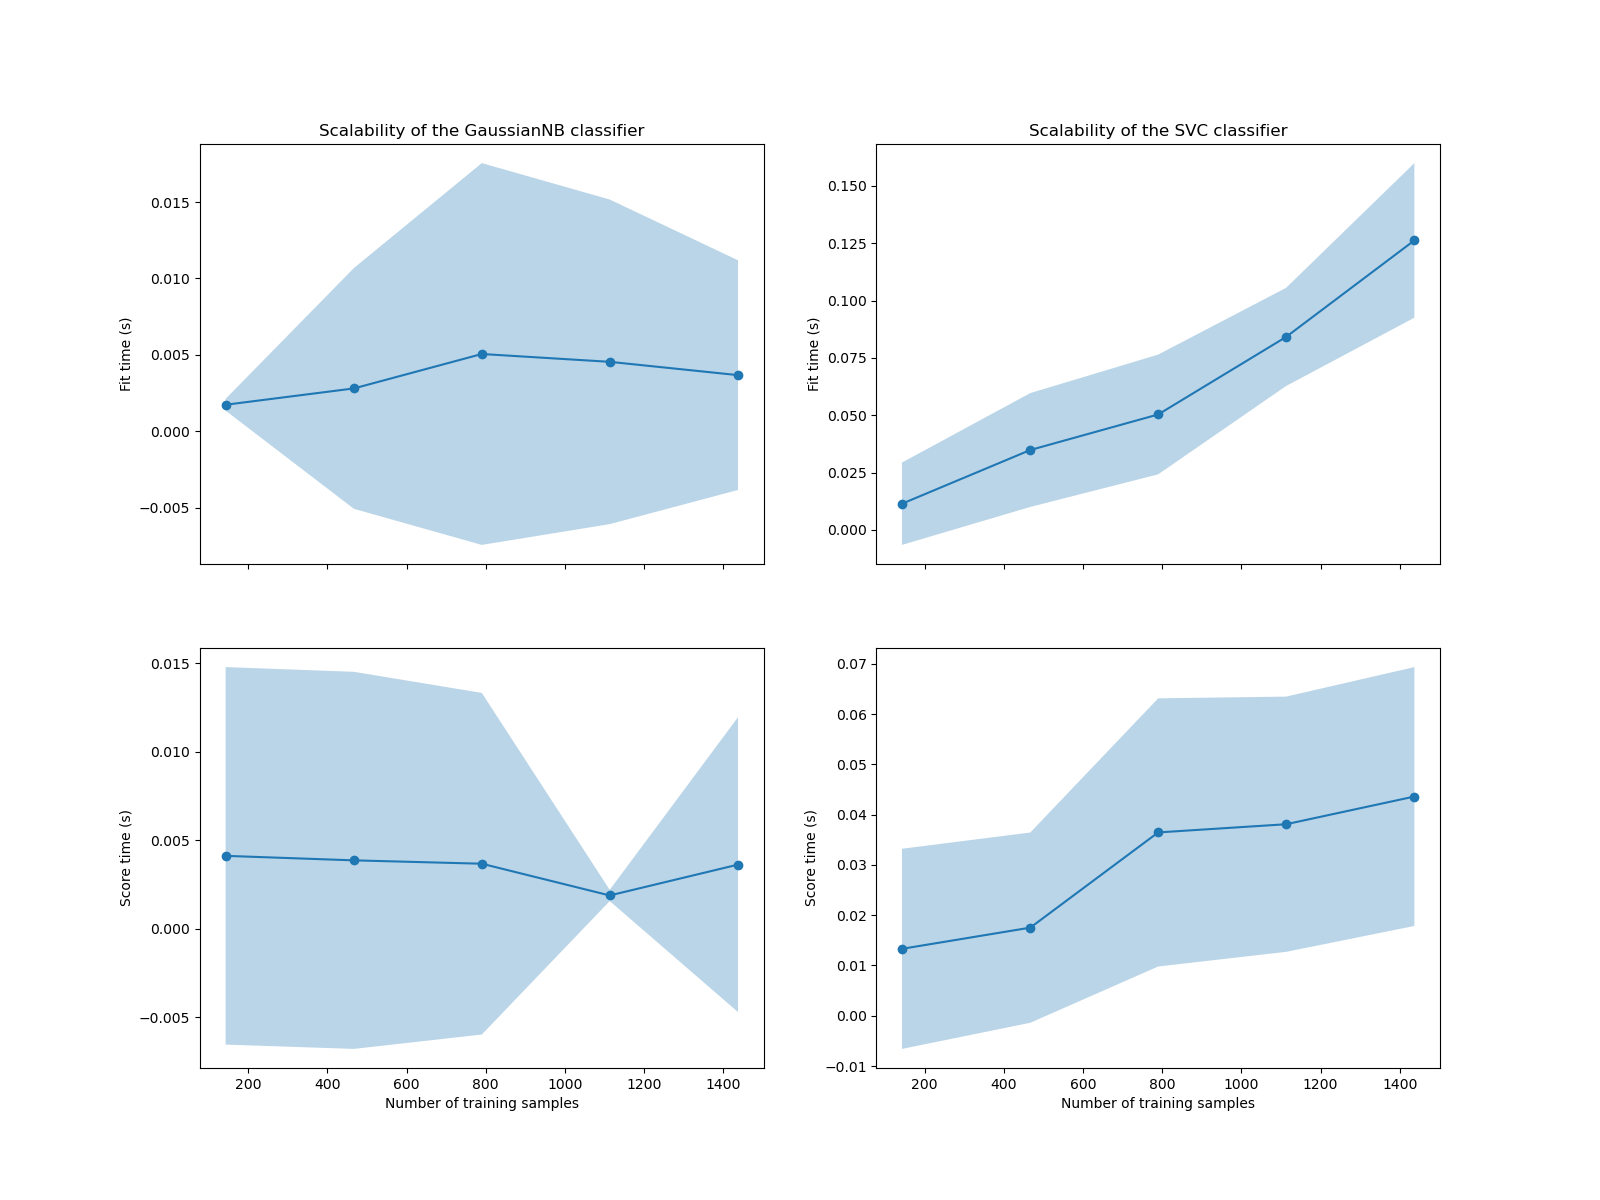 Scalability of the GaussianNB classifier
Fit time (s)
0.015
0.010
0.005
0.000
−0.005
Scalability of the SVC classifier
Fit time (s)
0.150
0.125
0.100
0.075
0.050
0.025
0.000
Score time (s)
0.015
0.010
0.005
0.000
−0.005
200 400 600 800 1000 1200 1400
Number of training samples
Score time (s)
0.07
0.06
0.05
0.04
0.03
0.02
0.01
0.00
−0.01
200 400 600 800 1000 1200 1400
Number of training samples